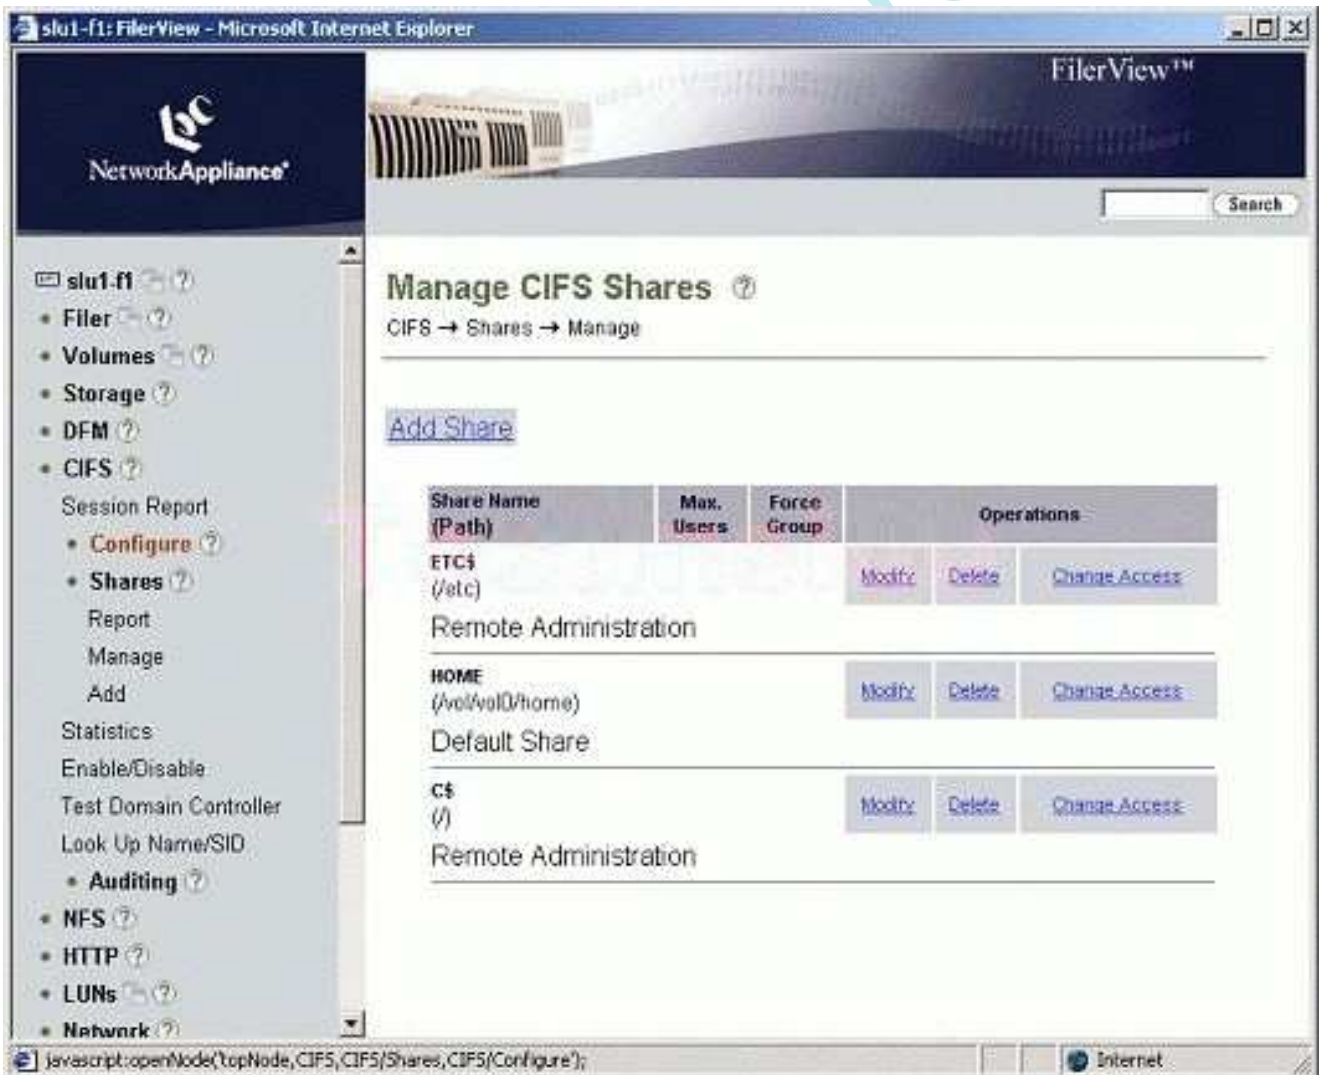 slu1-f1: FilerView - Microsoft Internet Explorer
FilerView™
NetworkAppliance®
Search
slu1-f1 ?
Filer ?
Volumes ?
Storage ?
DFM ?
CIFS ?
Session Report
Configure ?
Shares ?
Report
Manage
Add
Statistics
Enable/Disable
Test Domain Controller
Look Up Name/SID
Auditing ?
NFS ?
HTTP ?
LUNs ?
Network ?
Manage CIFS Shares ?
CIFS → Shares → Manage
Add Share
Share Name (Path) Max. Users Force Group Operations
ETC$ Modify Delete Change Access
(/etc)
Remote Administration
HOME Modify Delete Change Access
(/vol/vol0/home)
Default Share
C$ Modify Delete Change Access
(/)
Remote Administration
javascript:openNode('topNode,CIFS,CIFS/Shares,CIFS/Configure'); Internet